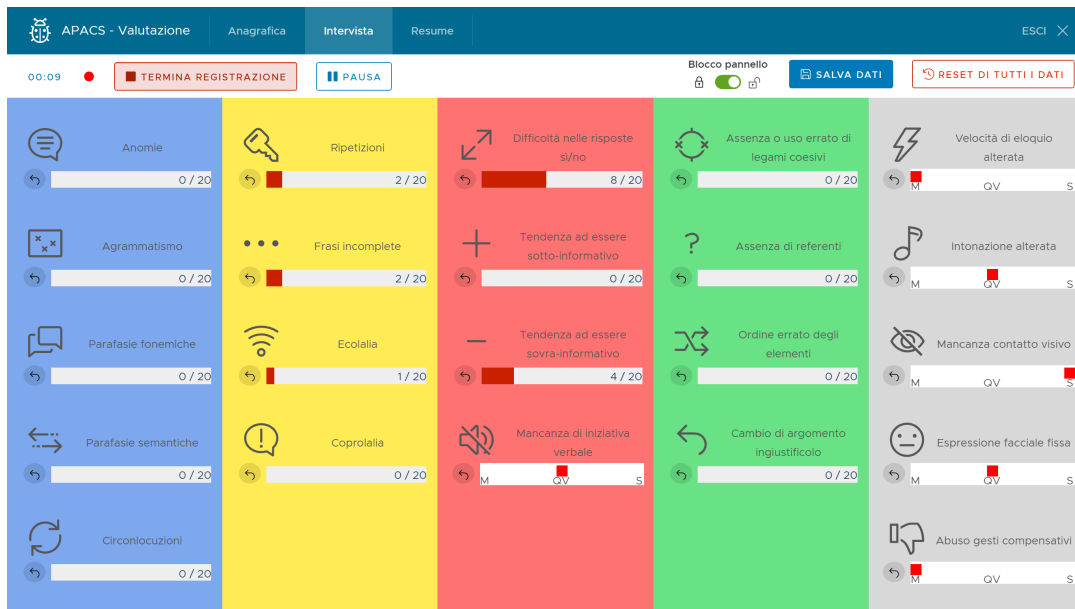 APACS - Valutazione
Anagrafica
Intervista
Resume
ESCI
00:09
TERMINA REGISTRAZIONE
PAUSA
Blocco pannello
SALVA DATI
RESET DI TUTTI I DATI
Anomie
0 / 20
Agrammatismo
0 / 20
Parafasie fonemiche
0 / 20
Parafasie semantiche
0 / 20
Circonlocuzioni
0 / 20
Ripetizioni
2 / 20
Frasi incomplete
2 / 20
Ecolalia
1 / 20
Coprolalia
0 / 20
Difficoltà nelle risposte
sì/no
8 / 20
Tendenza ad essere
sotto-informativo
0 / 20
Tendenza ad essere
sovra-informativo
4 / 20
Mancanza di iniziativa
verbale
M QV S
Assenza o uso errato di
legami coesivi
0 / 20
Assenza di referenti
0 / 20
Ordine errato degli
elementi
0 / 20
Cambio di argomento
ingiustificolo
0 / 20
Velocità di eloquio
alterata
M QV S
Intonazione alterata
M QV S
Mancanza contatto visivo
M QV S
Espressione facciale fissa
M QV S
Abuso gesti compensativi
M QV S